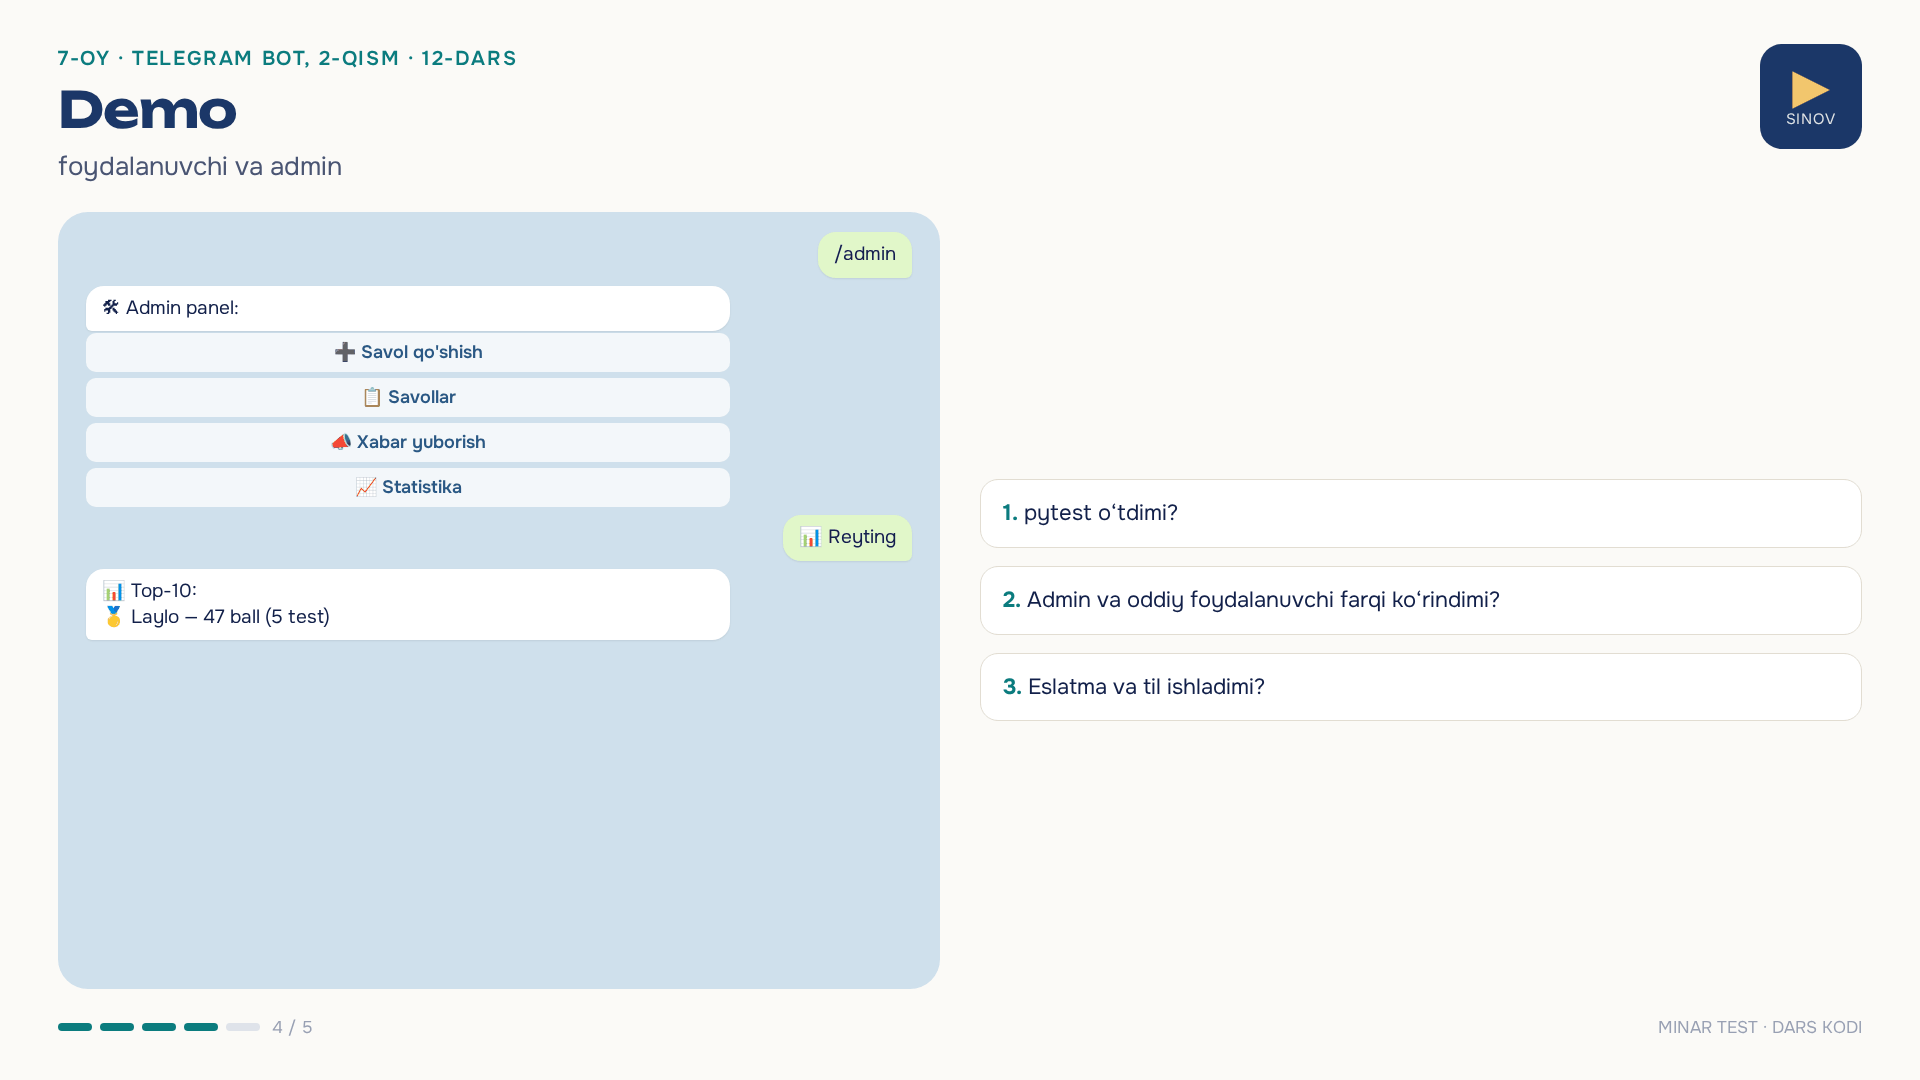 7-OY · TELEGRAM BOT, 2-QISM · 12-DARS
Demo
foydalanuvchi va admin
SINOV
/admin
🛠 Admin panel:
➕ Savol qo'shish
📋 Savollar
📣 Xabar yuborish
📈 Statistika
📊 Reyting
📊 Top-10:
🥇 Laylo — 47 ball (5 test)
1. pytest o‘tdimi?
2. Admin va oddiy foydalanuvchi farqi ko‘rindimi?
3. Eslatma va til ishladimi?
4 / 5
MINAR TEST · DARS KODI